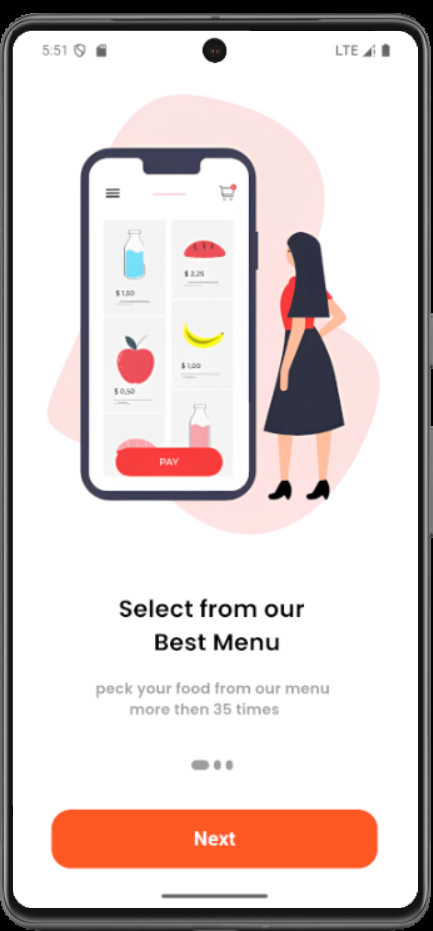 5:51
LTE
$ 1,50
$ 2,25
$ 0,50
$ 1,00
PAY
Select from our
Best Menu
peck your food from our menu
more then 35 times
Next